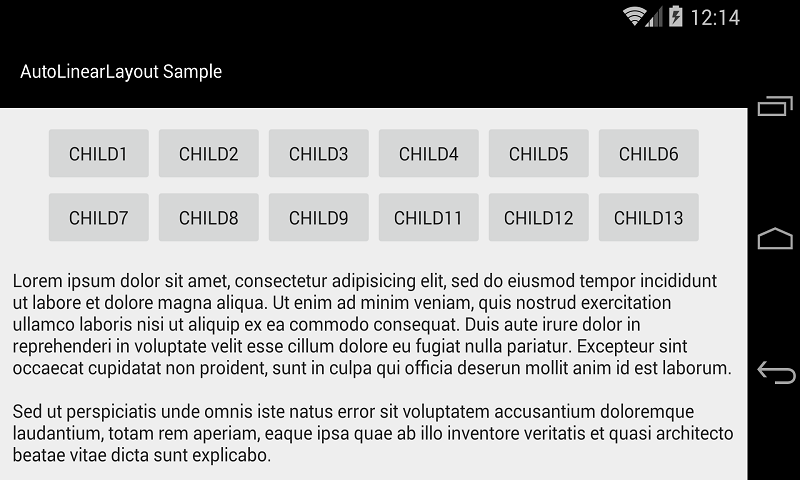 12:14
AutoLinearLayout Sample
CHILD1 CHILD2 CHILD3 CHILD4 CHILD5 CHILD6
CHILD7 CHILD8 CHILD9 CHILD11 CHILD12 CHILD13
Lorem ipsum dolor sit amet, consectetur adipisicing elit, sed do eiusmod tempor incididunt
ut labore et dolore magna aliqua. Ut enim ad minim veniam, quis nostrud exercitation
ullamco laboris nisi ut aliquip ex ea commodo consequat. Duis aute irure dolor in
reprehenderi in voluptate velit esse cillum dolore eu fugiat nulla pariatur. Excepteur sint
occaecat cupidatat non proident, sunt in culpa qui officia deserun mollit anim id est laborum.
Sed ut perspiciatis unde omnis iste natus error sit voluptatem accusantium doloremque
laudantium, totam rem aperiam, eaque ipsa quae ab illo inventore veritatis et quasi architecto
beatae vitae dicta sunt explicabo.